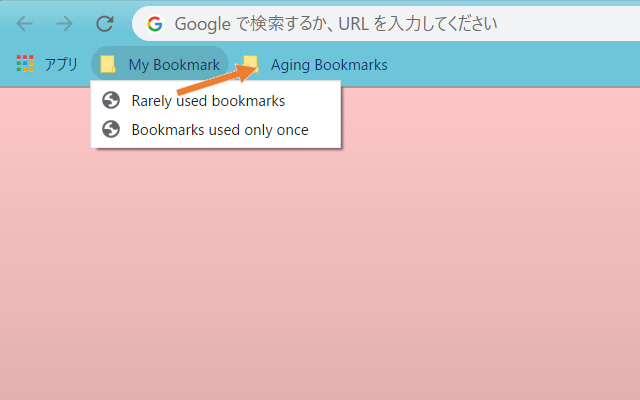 Google で検索するか、URL を入力してください
アプリ My Bookmark Aging Bookmarks
Rarely used bookmarks
Bookmarks used only once